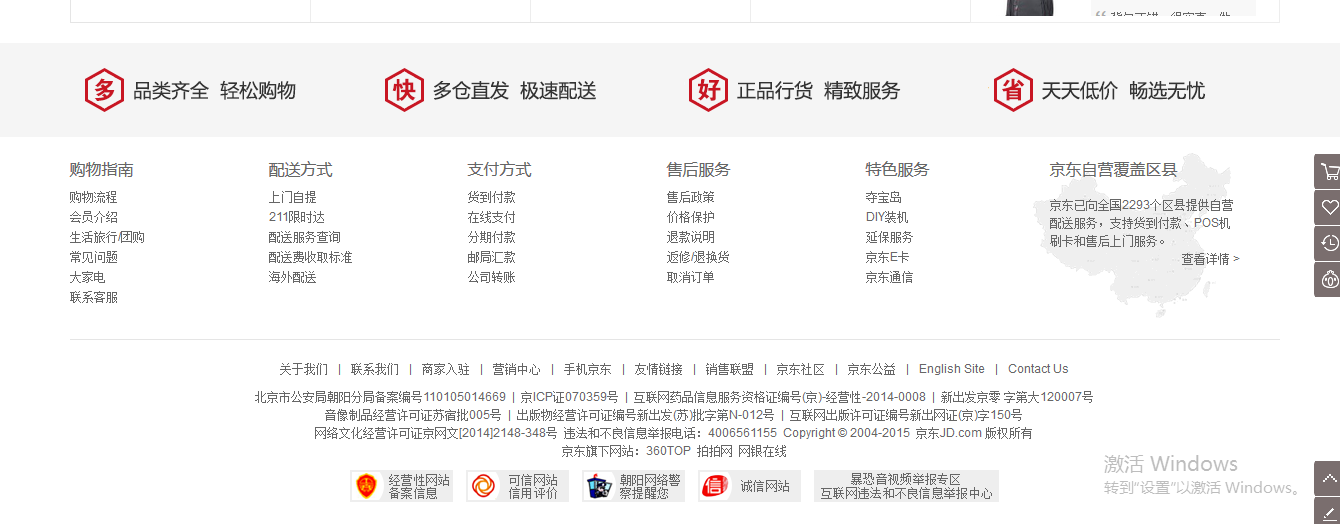 多 品类齐全 轻松购物
快 多仓直发 极速配送
好 正品行货 精致服务
省 天天低价 畅选无忧
购物指南
购物流程
会员介绍
生活旅行/团购
常见问题
大家电
联系客服
配送方式
上门自提
211限时达
配送服务查询
配送费收取标准
海外配送
支付方式
货到付款
在线支付
分期付款
邮局汇款
公司转账
售后服务
售后政策
价格保护
退款说明
返修/退换货
取消订单
特色服务
夺宝岛
DIY装机
延保服务
京东E卡
京东通信
京东自营覆盖区县
京东已向全国2293个区县提供自营
配送服务，支持货到付款、POS机
刷卡和售后上门服务。
查看详情 >
关于我们 | 联系我们 | 商家入驻 | 营销中心 | 手机京东 | 友情链接 | 销售联盟 | 京东社区 | 京东公益 | English Site | Contact Us
北京市公安局朝阳分局备案编号110105014669 | 京ICP证070359号 | 互联网药品信息服务资格证编号(京)-经营性-2014-0008 | 新出发京零 字第大120007号
音像制品经营许可证苏宿批005号 | 出版物经营许可证编号新出发(苏)批字第N-012号 | 互联网出版许可证编号新出网证(京)字150号
网络文化经营许可证京网文[2014]2148-348号 违法和不良信息举报电话：4006561155 Copyright © 2004-2015 京东JD.com 版权所有
京东旗下网站：360TOP 拍拍网 网银在线
经营性网站
备案信息
可信网站
信用评价
朝阳网络警
察提醒您
信 诚信网站
暴恐音视频举报专区
互联网违法和不良信息举报中心
激活 Windows
转到"设置"以激活 Windows。